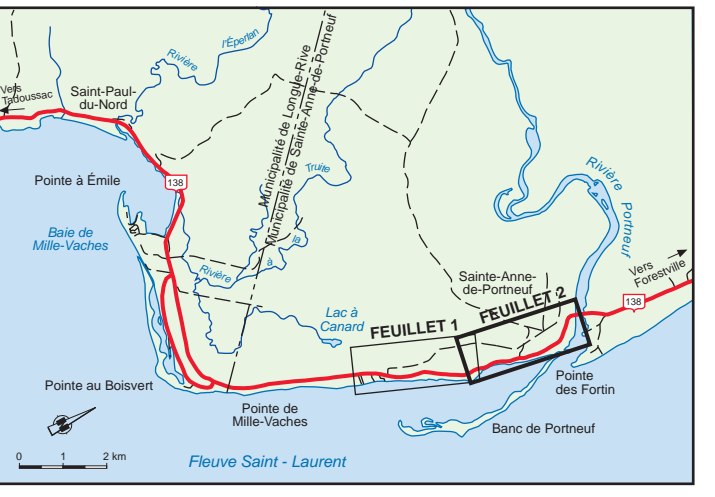 l'Éperlan
Rivière
Vers
Tadoussac
Saint-Paul-
du-Nord
Municipalité de Longue-Rive
Municipalité de Sainte-Anne-de-Portneuf
Pointe à Émile
138
Truite
la
à
Rivière
Rivière Portneuf
Baie de
Mille-Vaches
Sainte-Anne-
de-Portneuf
Vers
Forestville
138
Lac à
Canard
FEUILLET 1
FEUILLET 2
Pointe au Boisvert
Pointe de
Mille-Vaches
Pointe
des Fortin
Banc de Portneuf
0 1 2 km
Fleuve Saint - Laurent